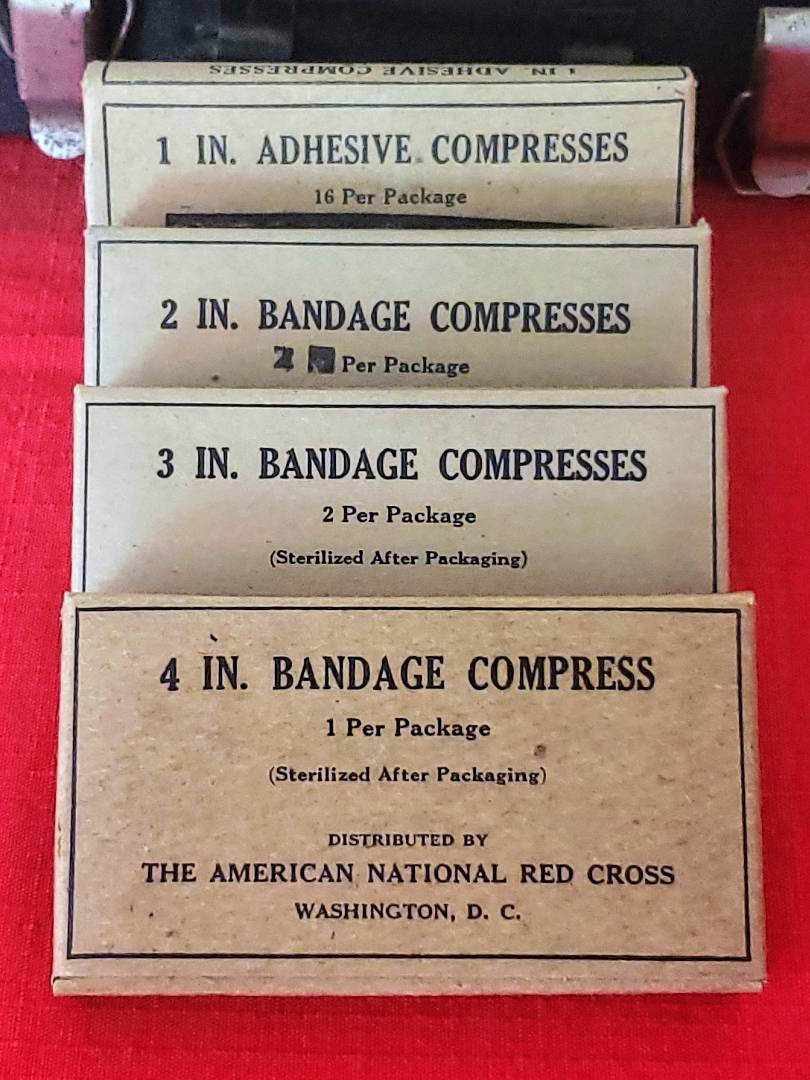 1 IN. ADHESIVE COMPRESSES
1 IN. ADHESIVE COMPRESSES
16 Per Package
2 IN. BANDAGE COMPRESSES
Per Package
3 IN. BANDAGE COMPRESSES
2 Per Package
(Sterilized After Packaging)
4 IN. BANDAGE COMPRESS
1 Per Package
(Sterilized After Packaging)
DISTRIBUTED BY
THE AMERICAN NATIONAL RED CROSS
WASHINGTON, D. C.